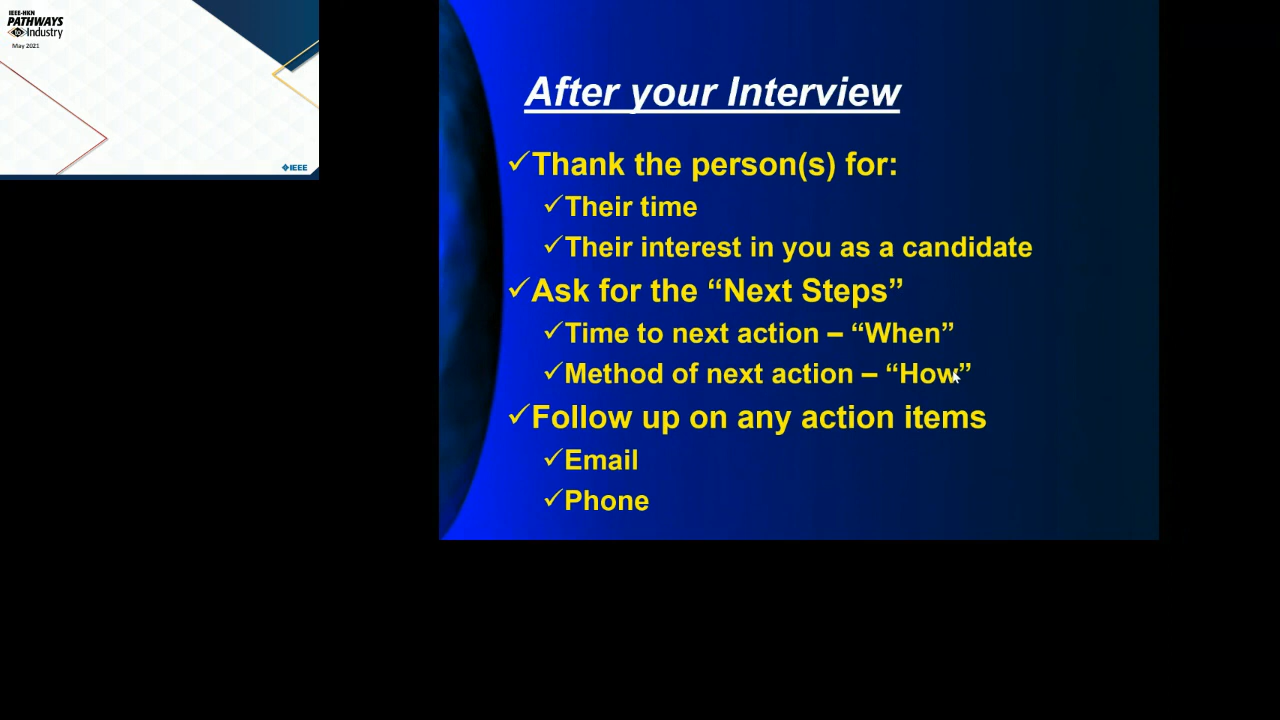 IEEE-HKN
PATHWAYS
to Industry
May 2021
IEEE
After your Interview
✓Thank the person(s) for:
✓Their time
✓Their interest in you as a candidate
✓Ask for the “Next Steps”
✓Time to next action – “When”
✓Method of next action – “How”
✓Follow up on any action items
✓Email
✓Phone